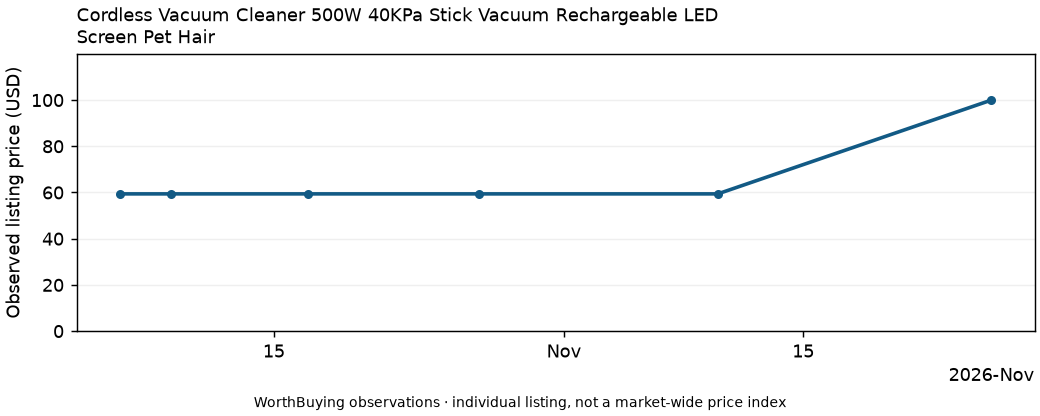 Cordless Vacuum Cleaner 500W 40KPa Stick Vacuum Rechargeable LED
Screen Pet Hair
Observed listing price (USD)
100
80
60
40
20
0
15
Nov
15
2026-Nov
WorthBuying observations · individual listing, not a market-wide price index